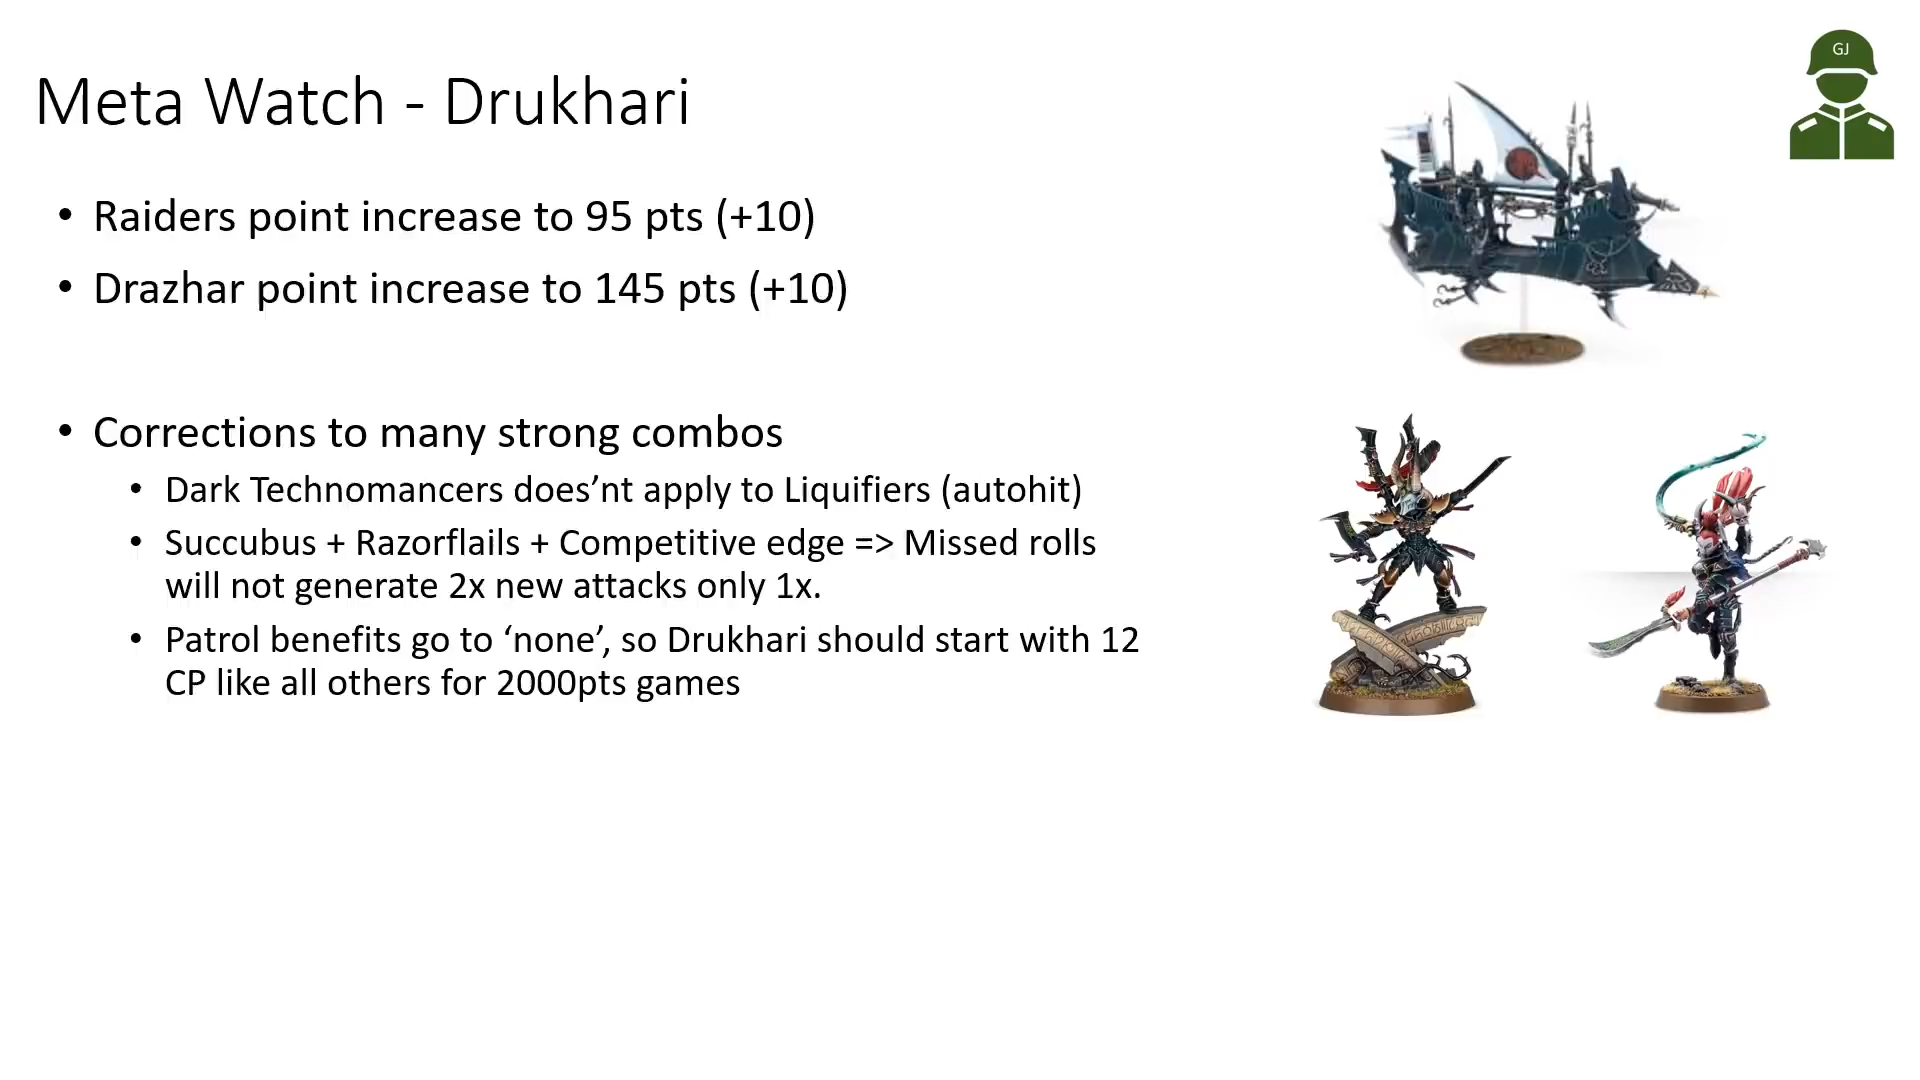 GJ
Meta Watch - Drukhari
• Raiders point increase to 95 pts (+10)
• Drazhar point increase to 145 pts (+10)
• Corrections to many strong combos
• Dark Technomancers does’nt apply to Liquifiers (autohit)
• Succubus + Razorflails + Competitive edge => Missed rolls
will not generate 2x new attacks only 1x.
• Patrol benefits go to ‘none’, so Drukhari should start with 12
CP like all others for 2000pts games